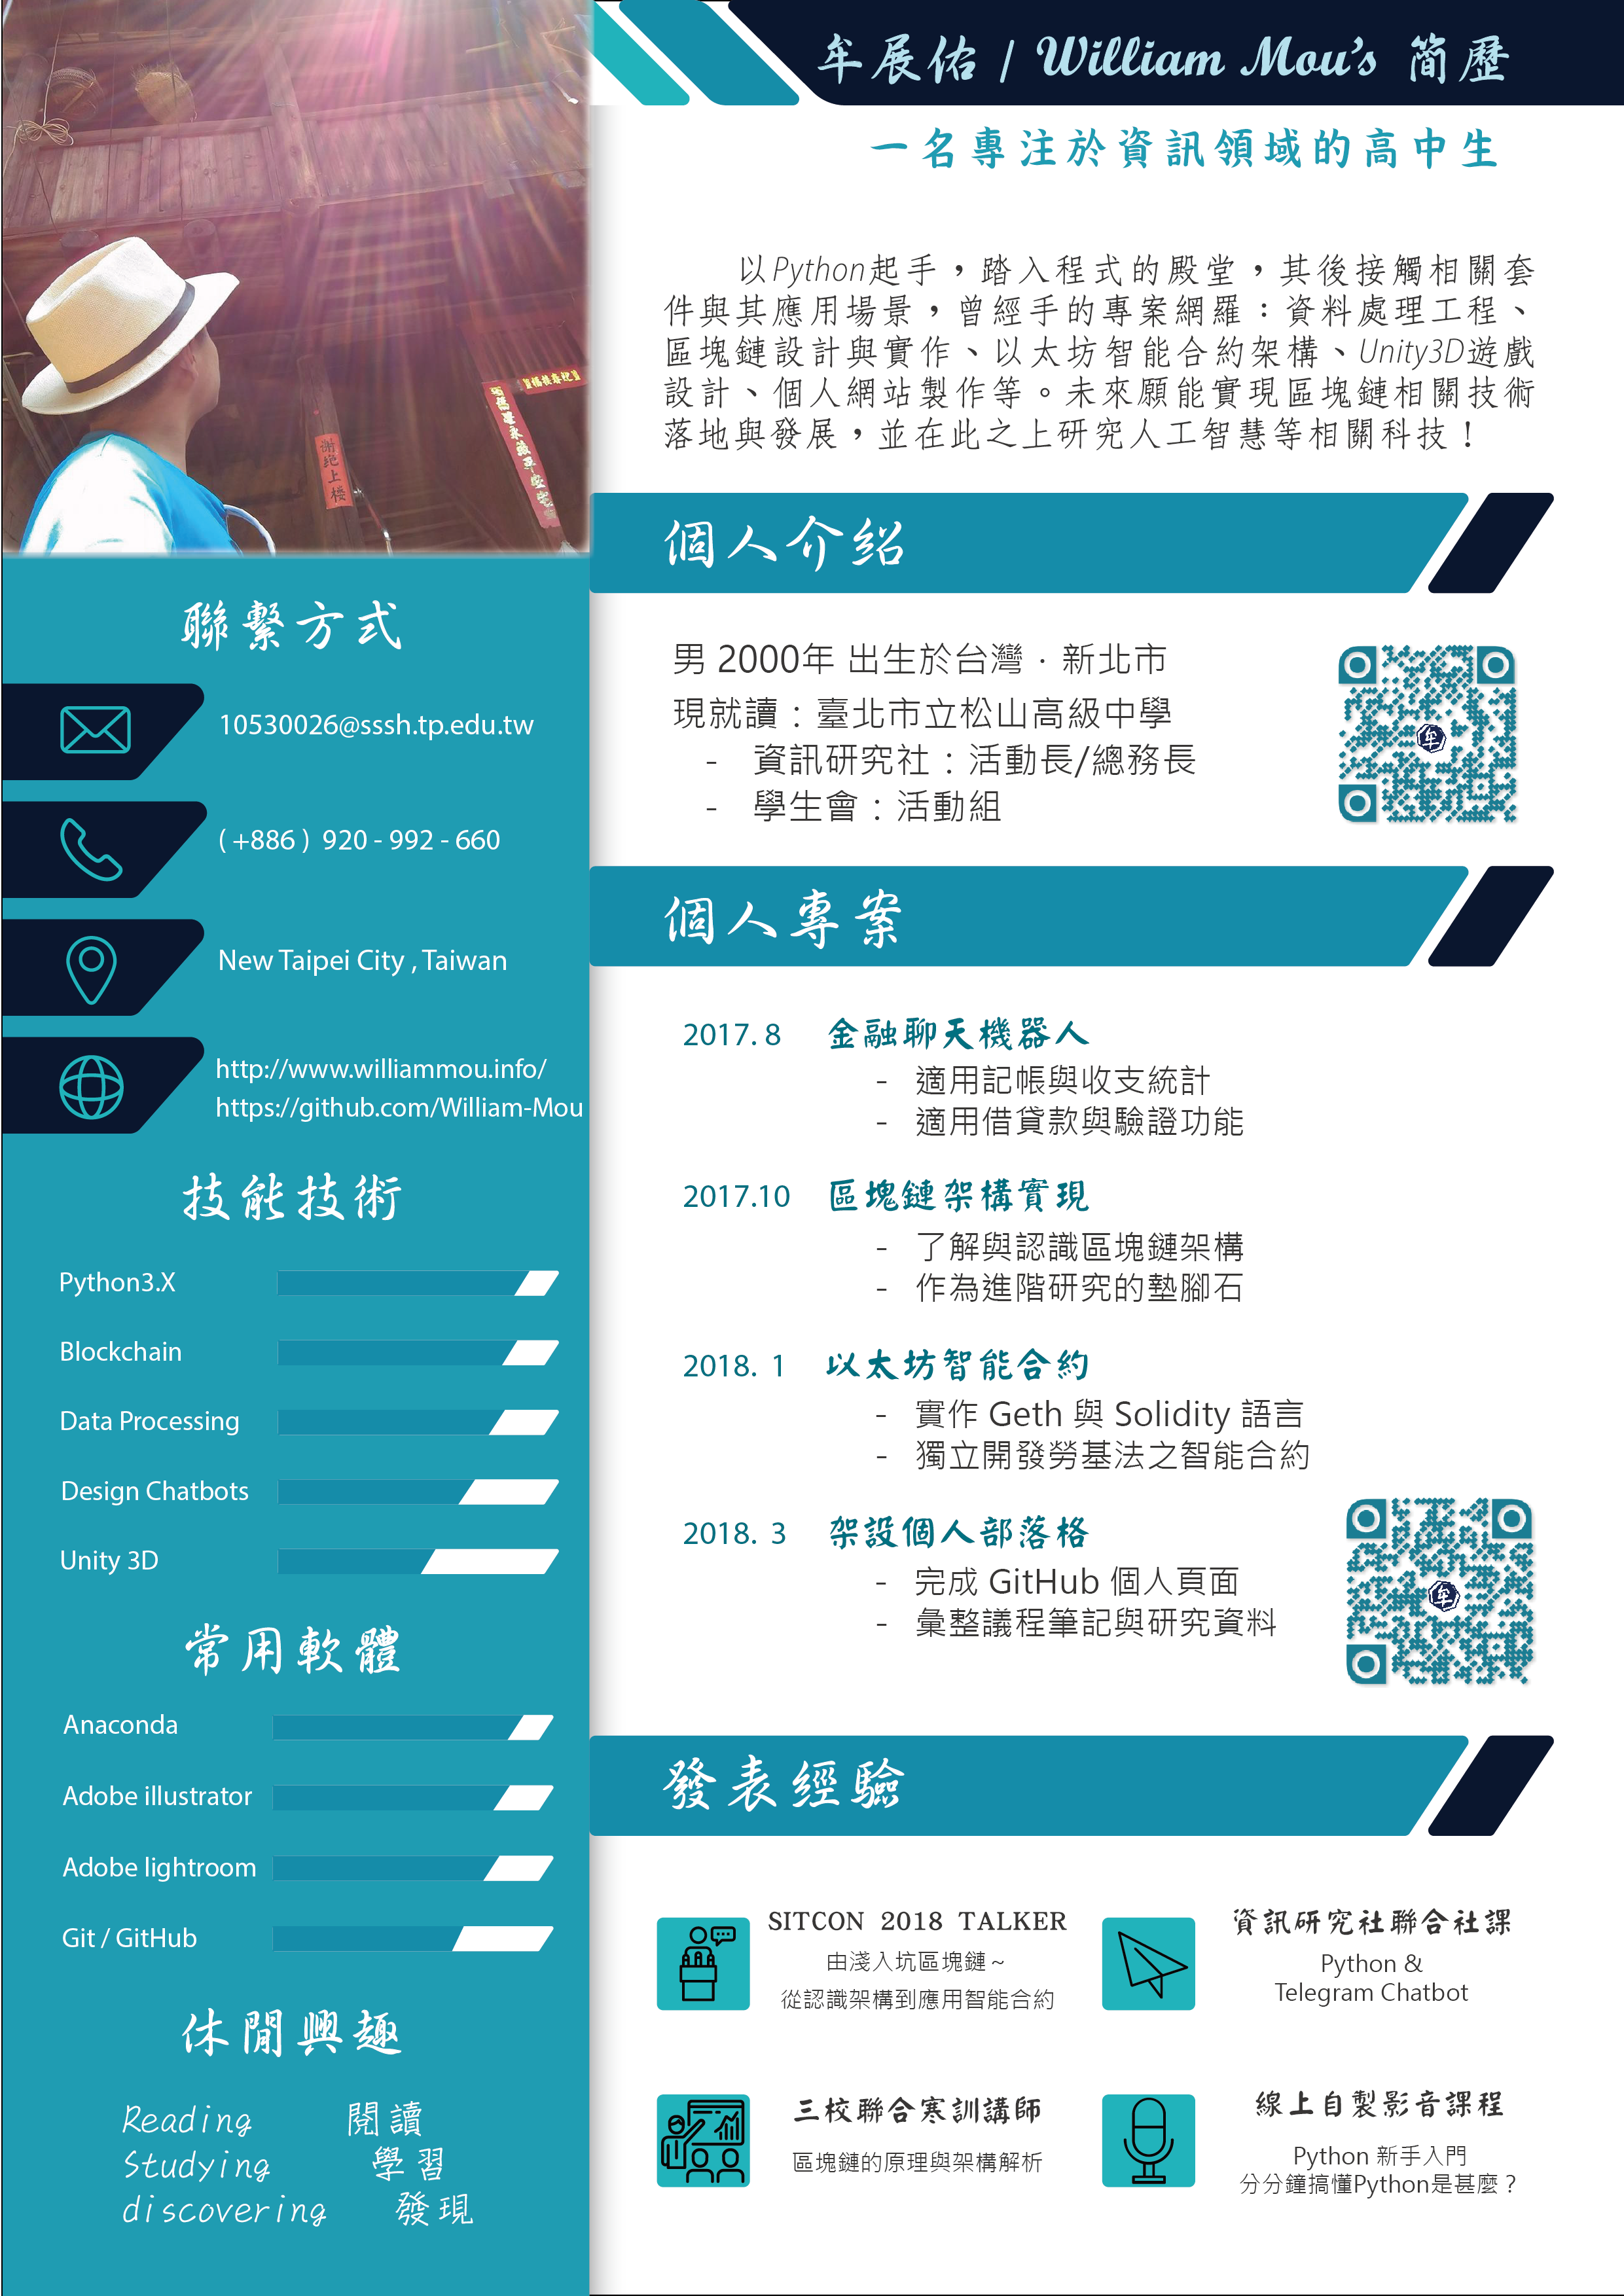 牟展佑 / William Mou's 簡歷
一名專注於資訊領域的高中生
以Python起手，踏入程式的殿堂，其後接觸相關套
件與其應用場景，曾經手的專案網羅：資料處理工程、
區塊鏈設計與實作、以太坊智能合約架構、Unity3D遊戲
設計、個人網站製作等。未來願能實現區塊鏈相關技術
落地與發展，並在此之上研究人工智慧等相關科技！
謝絕上樓
聯繫方式
10530026@sssh.tp.edu.tw
( +886 ) 920 - 992 - 660
New Taipei City , Taiwan
http://www.williammou.info/
https://github.com/William-Mou
技能技術
Python3.X
Blockchain
Data Processing
Design Chatbots
Unity 3D
常用軟體
Anaconda
Adobe illustrator
Adobe lightroom
Git / GitHub
休閒興趣
Reading 閱讀
Studying 學習
discovering 發現
個人介紹
男 2000年 出生於台灣．新北市
現就讀：臺北市立松山高級中學
- 資訊研究社：活動長/總務長
- 學生會：活動組
牟
個人專案
2017. 8 金融聊天機器人
- 適用記帳與收支統計
- 適用借貸款與驗證功能
2017.10 區塊鏈架構實現
- 了解與認識區塊鏈架構
- 作為進階研究的墊腳石
2018. 1 以太坊智能合約
- 實作 Geth 與 Solidity 語言
- 獨立開發勞基法之智能合約
2018. 3 架設個人部落格
- 完成 GitHub 個人頁面
- 彙整議程筆記與研究資料
牟
發表經驗
SITCON 2018 TALKER
由淺入坑區塊鏈～
從認識架構到應用智能合約
資訊研究社聯合社課
Python &
Telegram Chatbot
三校聯合寒訓講師
區塊鏈的原理與架構解析
線上自製影音課程
Python 新手入門
分分鐘搞懂Python是甚麼？